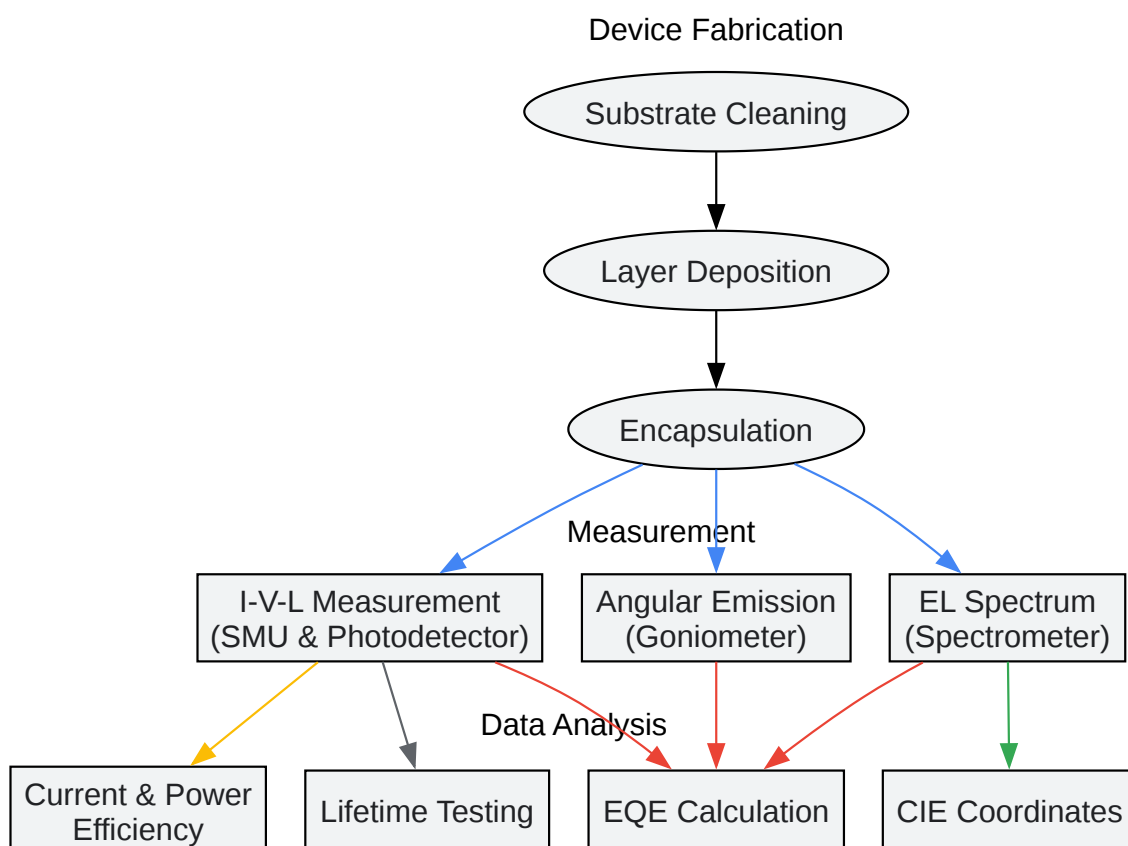 Device Fabrication
Substrate Cleaning
Layer Deposition
Encapsulation
Measurement
I-V-L Measurement
(SMU & Photodetector)
Angular Emission
(Goniometer)
EL Spectrum
(Spectrometer)
Data Analysis
Current & Power
Efficiency
Lifetime Testing
EQE Calculation
CIE Coordinates